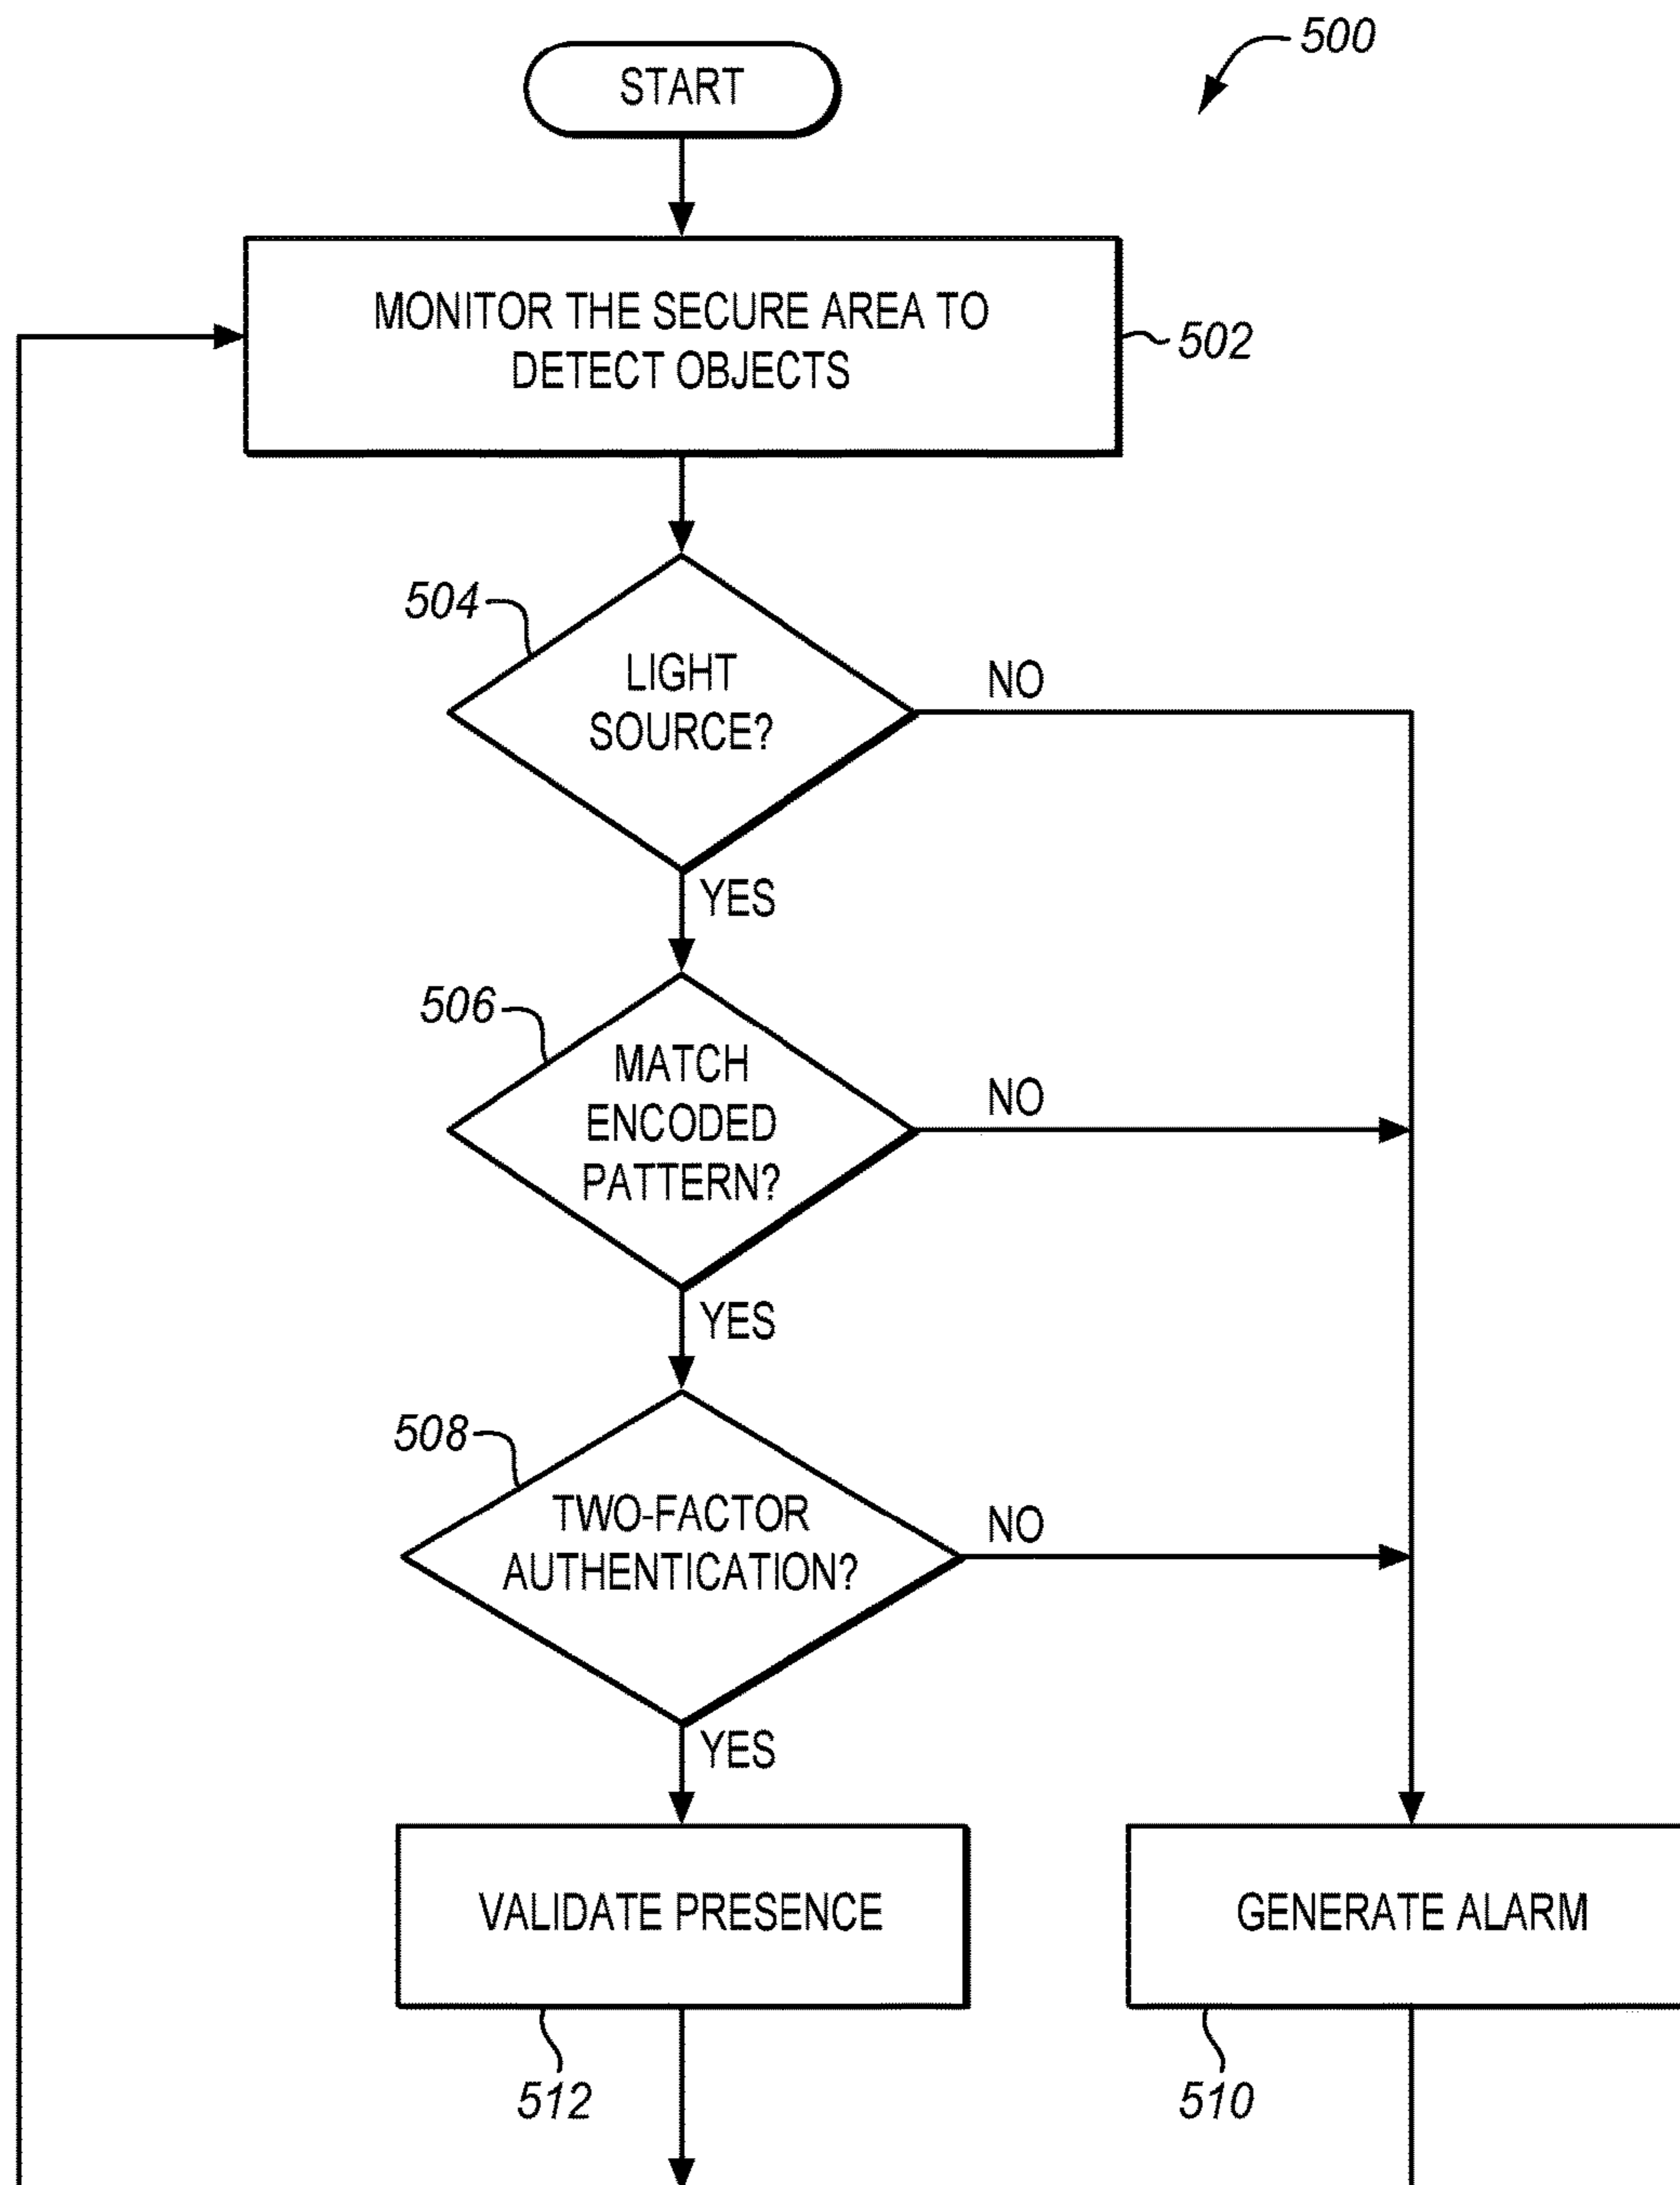 500
START
MONITOR THE SECURE AREA TO
DETECT OBJECTS
502
504
LIGHT
SOURCE?
NO
YES
506
MATCH
ENCODED
PATTERN?
NO
YES
508
TWO-FACTOR
AUTHENTICATION?
NO
YES
VALIDATE PRESENCE
GENERATE ALARM
512
510